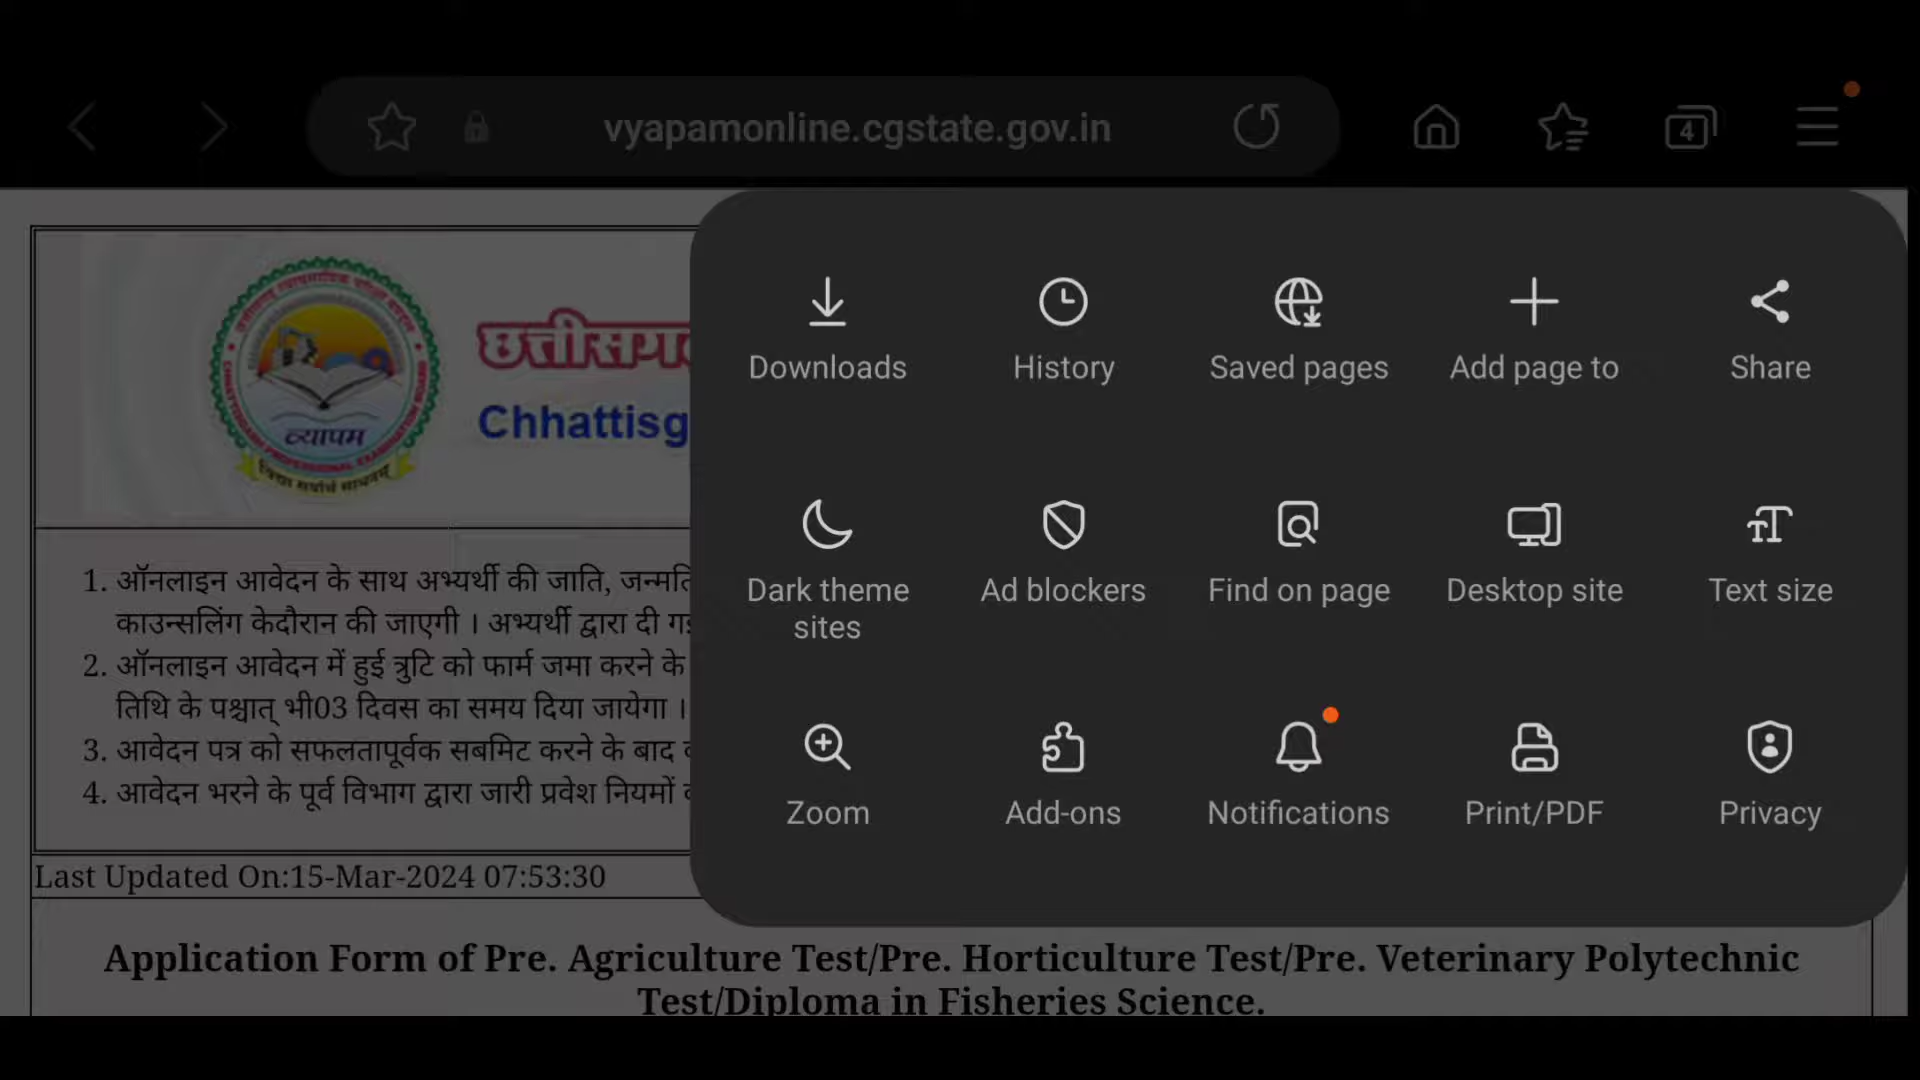 vyapamonline.cgstate.gov.in
4
Downloads
History
Saved pages
Add page to
Share
Dark theme
sites
Ad blockers
Find on page
Desktop site
Text size
Zoom
Add-ons
Notifications
Print/PDF
Privacy
व्यापम
छत्तीसग
Chhattisg
1. ऑनलाइन आवेदन के साथ अभ्यर्थी की जाति,
काउन्सलिंग केदौरान की जाएगी । अभ्यर्थी द्वारा दी
2. ऑनलाइन आवेदन में हुई त्रुटि को फार्म जमा करने के
तिथि के पश्चात् भी03 दिवस का समय दिया जायेगा ।
3. आवेदन पत्र को सफलतापूर्वक सबमिट करने के बाद
4. आवेदन भरने के पूर्व विभाग द्वारा जारी प्रवेश नियमों
Last Updated On:15-Mar-2024 07:53:30
Application Form of Pre. Agriculture Test/Pre. Horticulture Test/Pre. Veterinary Polytechnic
Test/Diploma in Fisheries Science.